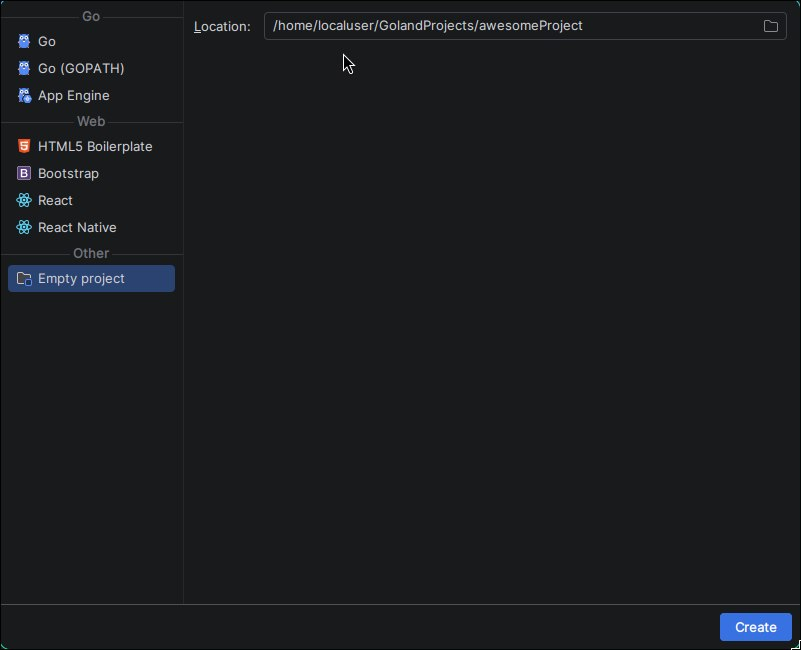 Go
Go
Go (GOPATH)
App Engine
Web
HTML5 Boilerplate
Bootstrap
React
React Native
Other
Empty project
Location: /home/localuser/GolandProjects/awesomeProject
Create